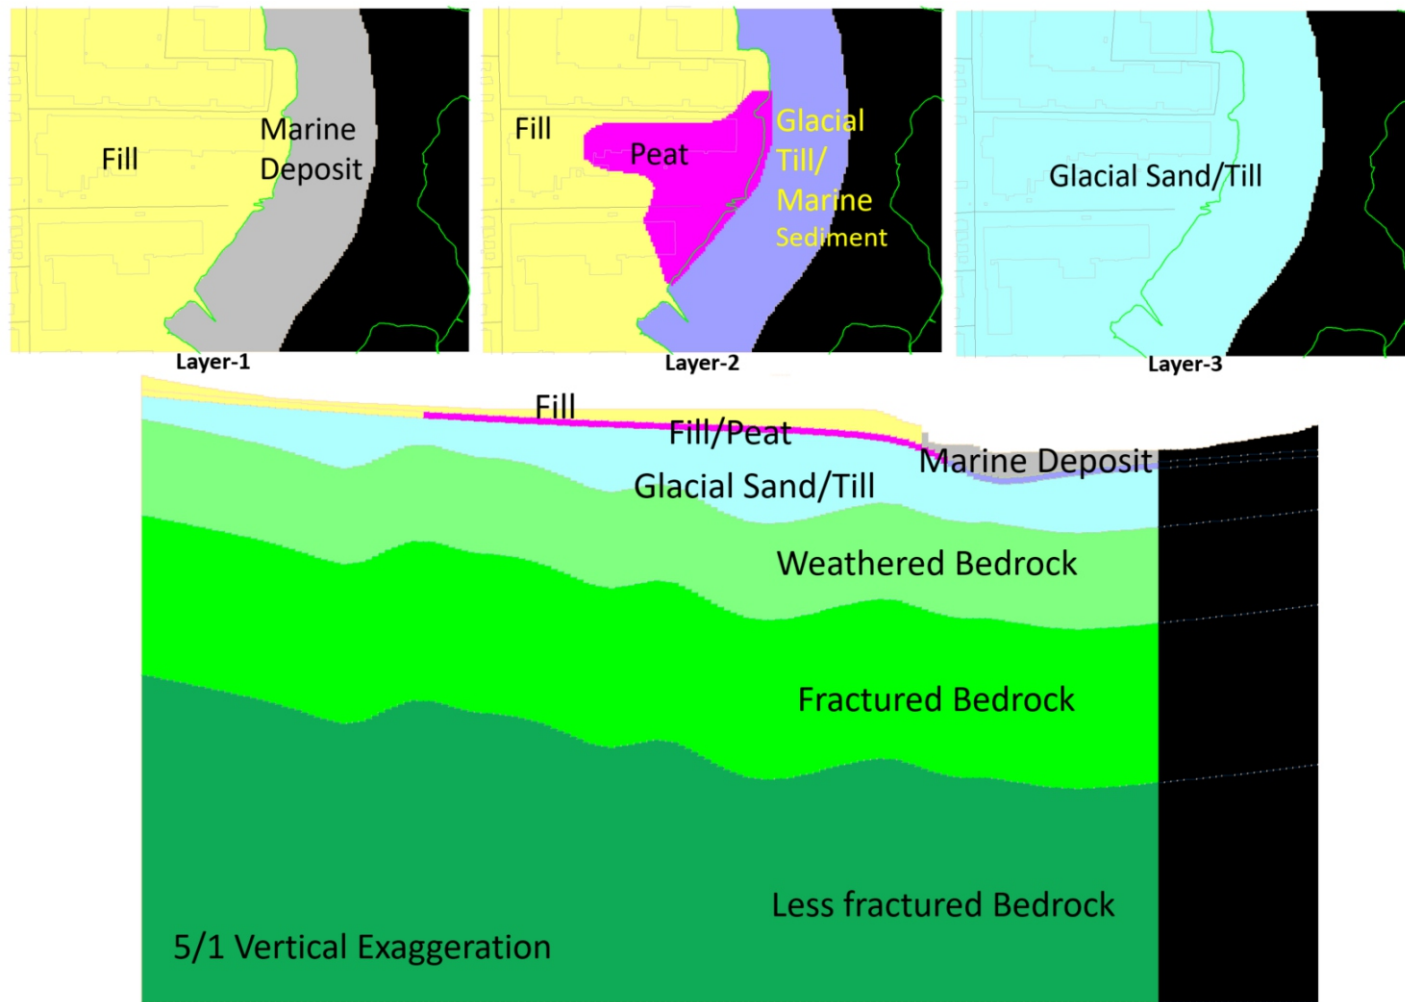 Fill
Marine
Deposit
Layer-1
Fill
Peat
Glacial
Till/
Marine
Sediment
Layer-2
Glacial Sand/Till
Layer-3
Fill
Fill/Peat
Marine Deposit
Glacial Sand/Till
Weathered Bedrock
Fractured Bedrock
Less fractured Bedrock
5/1 Vertical Exaggeration